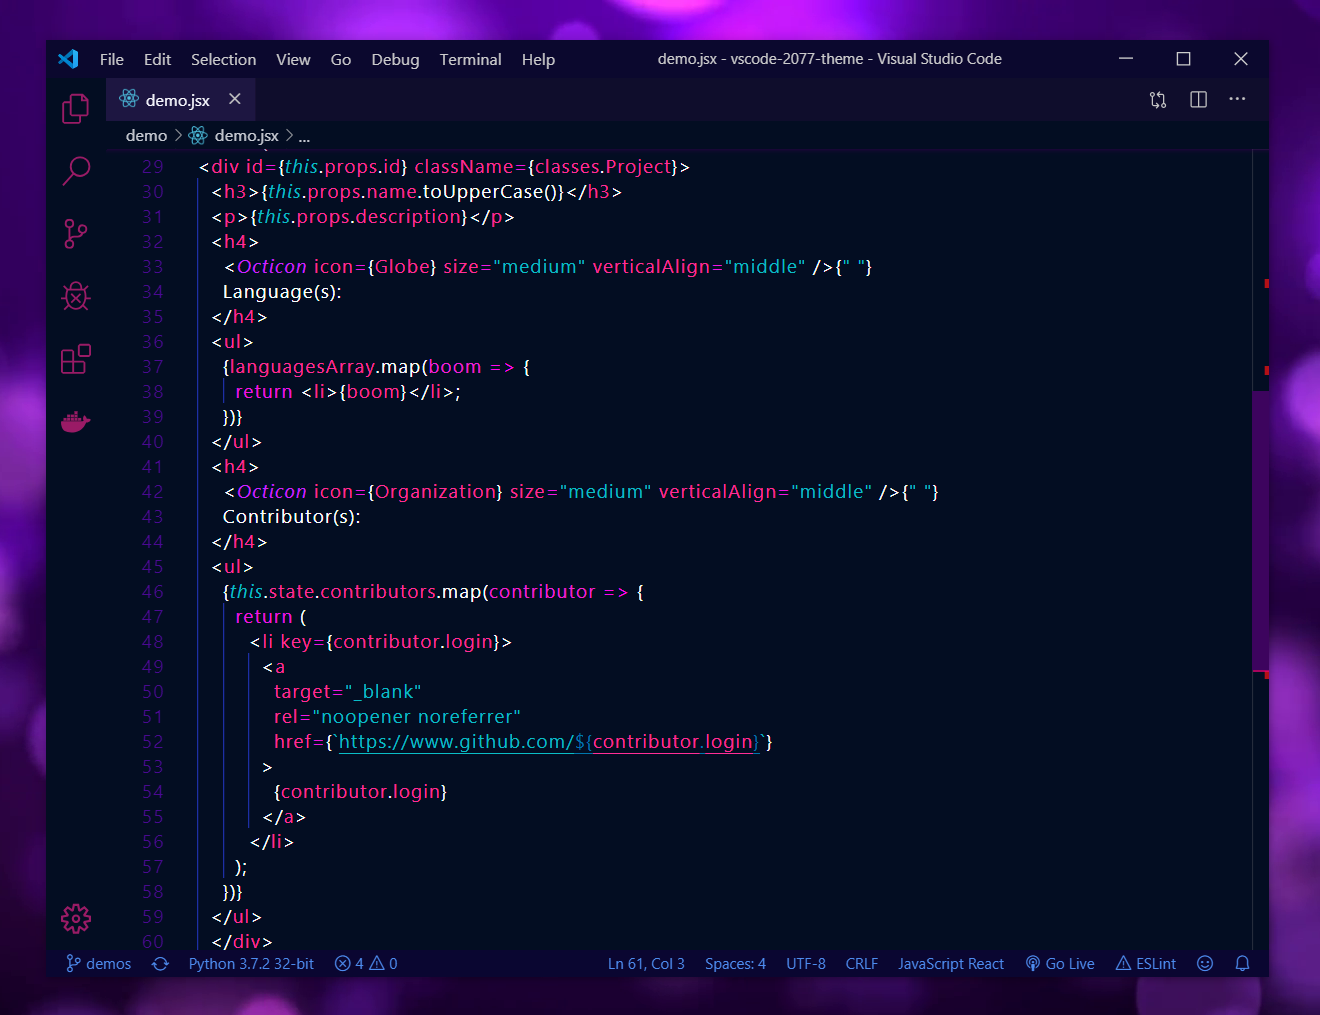 File Edit Selection View Go Debug Terminal Help demo.jsx - vscode-2077-theme - Visual Studio Code
demo.jsx
demo > demo.jsx > ...
29 <div id={this.props.id} className={classes.Project}>
30 <h3>{this.props.name.toUpperCase()}</h3>
31 <p>{this.props.description}</p>
32 <h4>
33 <Octicon icon={Globe} size="medium" verticalAlign="middle" />{" "}
34 Language(s):
35 </h4>
36 <ul>
37 {languagesArray.map(boom => {
38 return <li>{boom}</li>;
39 })}
40 </ul>
41 <h4>
42 <Octicon icon={Organization} size="medium" verticalAlign="middle" />{" "}
43 Contributor(s):
44 </h4>
45 <ul>
46 {this.state.contributors.map(contributor => {
47 return (
48 <li key={contributor.login}>
49 <a
50 target="_blank"
51 rel="noopener noreferrer"
52 href={`https://www.github.com/${contributor.login}`}
53 >
54 {contributor.login}
55 </a>
56 </li>
57 );
58 })}
59 </ul>
60 </div>
demos Python 3.7.2 32-bit 4 0 Ln 61, Col 3 Spaces: 4 UTF-8 CRLF JavaScript React Go Live ESLint